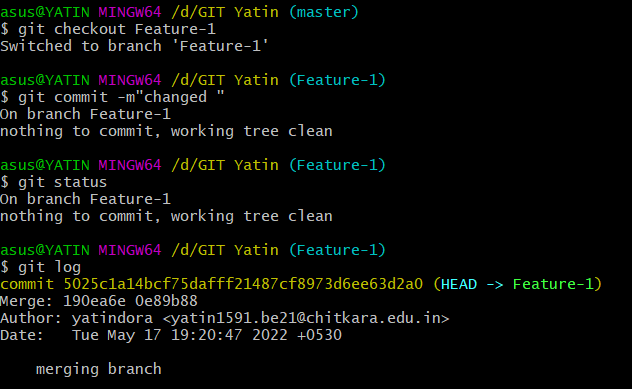 asus@YATIN MINGW64 /d/GIT Yatin (master)
$ git checkout Feature-1
Switched to branch 'Feature-1'
asus@YATIN MINGW64 /d/GIT Yatin (Feature-1)
$ git commit -m"changed "
On branch Feature-1
nothing to commit, working tree clean
asus@YATIN MINGW64 /d/GIT Yatin (Feature-1)
$ git status
On branch Feature-1
nothing to commit, working tree clean
asus@YATIN MINGW64 /d/GIT Yatin (Feature-1)
$ git log
commit 5025c1a14bcf75dafff21487cf8973d6ee63d2a0 (HEAD -> Feature-1)
Merge: 190ea6e 0e89b88
Author: yatindora <yatin1591.be21@chitkara.edu.in>
Date:   Tue May 17 19:20:47 2022 +0530
    merging branch